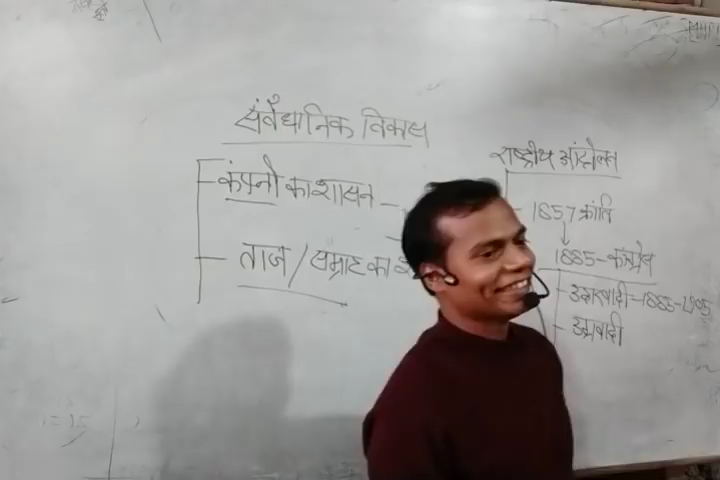 संवैधानिक विकास
कंपनी का शासन -
ताज / सम्राट का
राष्ट्रीय आंदोलन
1857 क्रांति
1885 - कांग्रेस
उदारवादी - 1885 - 1905
उग्रवादी